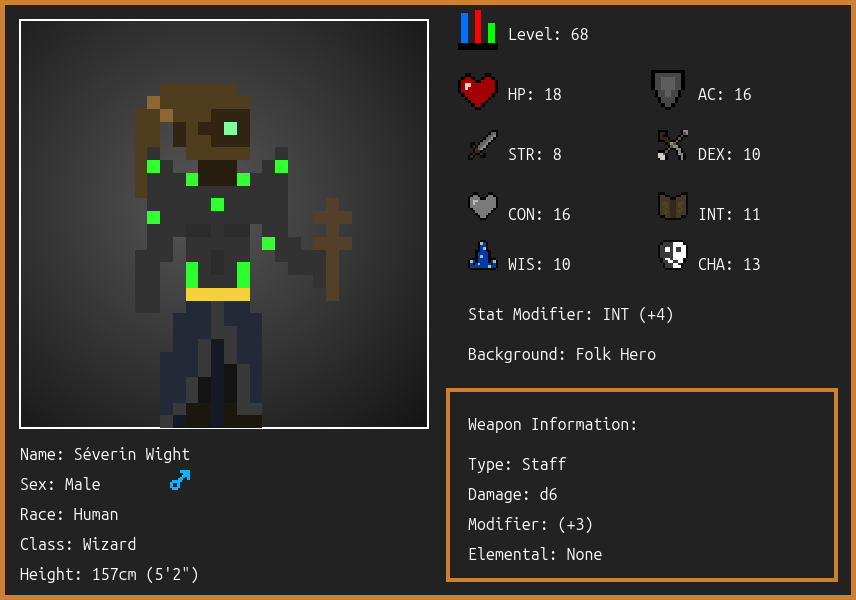 Level: 68
HP: 18
AC: 16
STR: 8
DEX: 10
CON: 16
INT: 11
WIS: 10
CHA: 13
Stat Modifier: INT (+4)
Background: Folk Hero
Weapon Information:
Type: Staff
Damage: d6
Modifier: (+3)
Elemental: None
Name: Séverin Wight
Sex: Male
Race: Human
Class: Wizard
Height: 157cm (5'2")